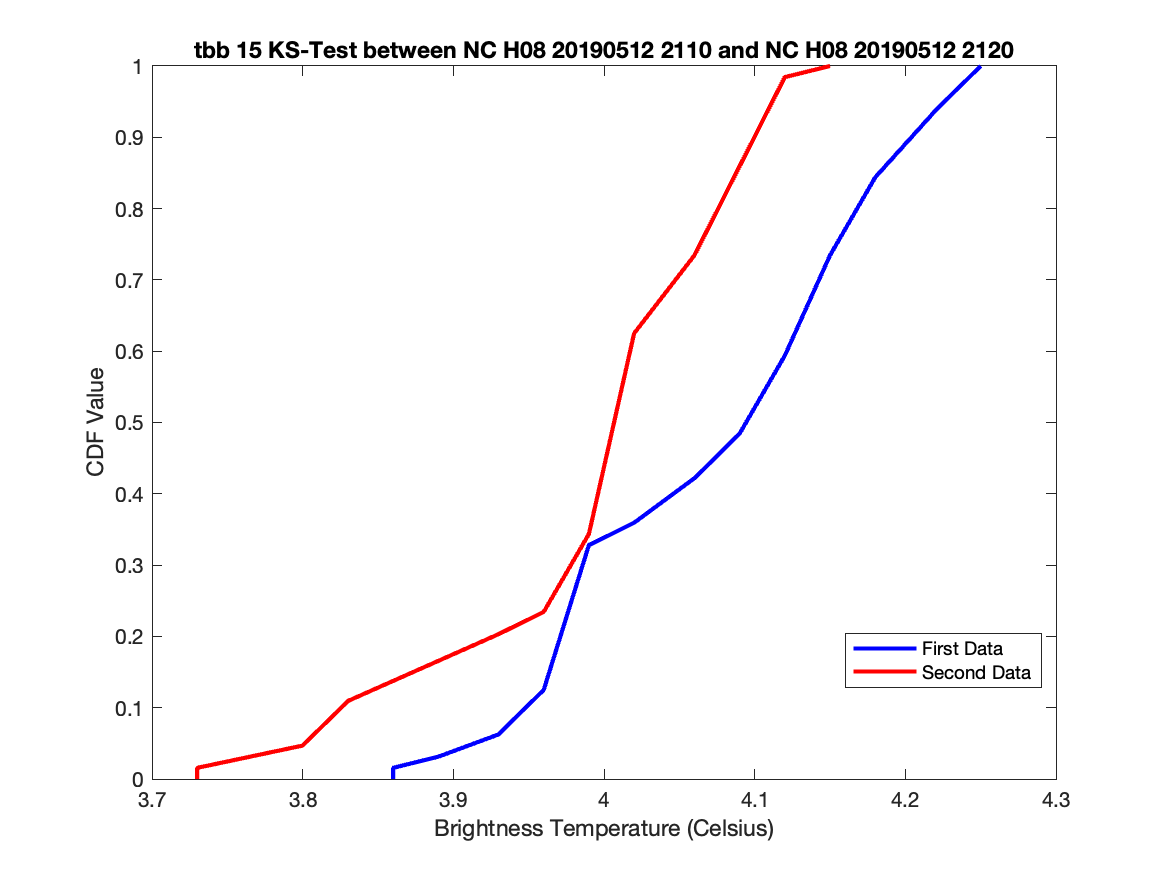 tbb 15 KS-Test between NC H08 20190512 2110 and NC H08 20190512 2120
1
0.9
0.8
0.7
0.6
0.5
0.4
0.3
0.2
0.1
0
CDF Value
First Data
Second Data
3.7 3.8 3.9 4 4.1 4.2 4.3
Brightness Temperature (Celsius)